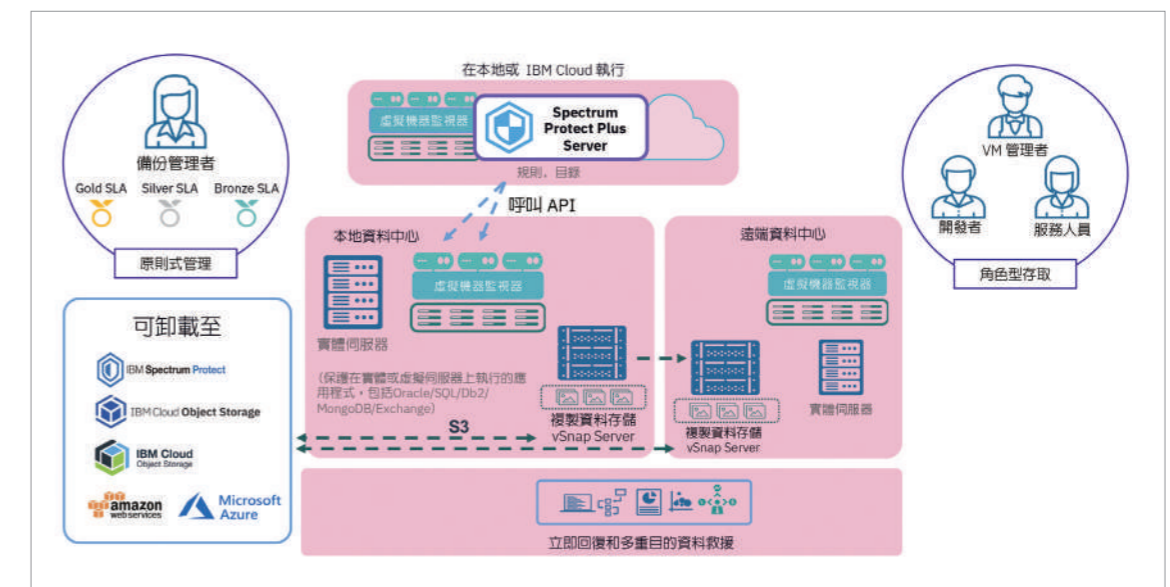 在本地或 IBM Cloud 執行
虛擬機器監視器
Spectrum
Protect Plus
Server
規則、目錄
備份管理者
Gold SLA Silver SLA Bronze SLA
原則式管理
VM 管理者
開發者
服務人員
角色型存取
呼叫 API
本地資料中心
虛擬機器監視器
實體伺服器
(保護在實體或虛擬伺服器上執行的應
用程式,包括Oracle/SQL/Db2/
MongoDB/Exchange)
複製資料存儲
vSnap Server
S3
遠端資料中心
虛擬機器監視器
實體伺服器
複製資料存儲
vSnap Server
可卸載至
IBM Spectrum Protect
IBM Cloud Object Storage
IBM Cloud
Object Storage
amazon
webservices
Microsoft
Azure
立即回復和多重目的資料救援